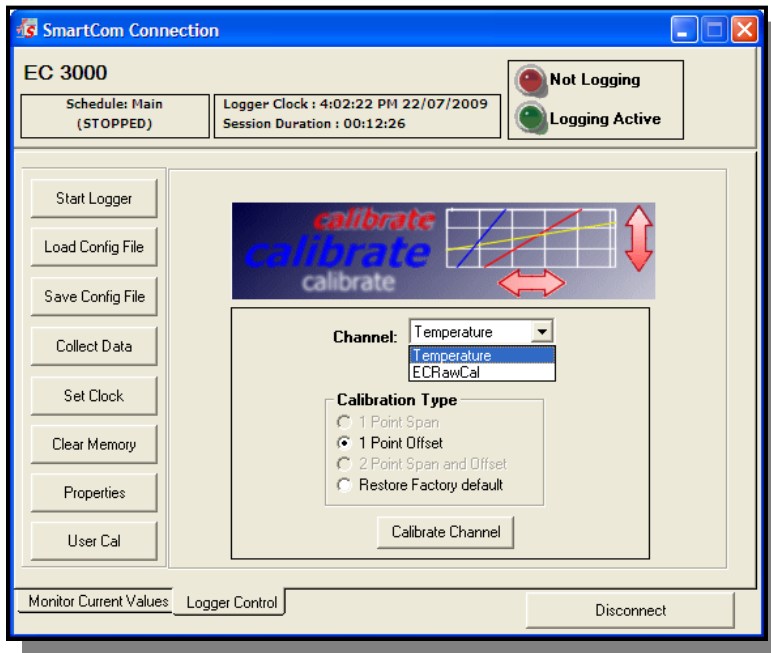 SmartCom Connection
EC 3000
Schedule: Main
(STOPPED)
Logger Clock : 4:02:22 PM 22/07/2009
Session Duration : 00:12:26
Not Logging
Logging Active
Start Logger
Load Config File
Save Config File
Collect Data
Set Clock
Clear Memory
Properties
User Cal
calibrate
calibrate
calibrate
Channel: Temperature
Temperature
ECRawCal
Calibration Type
1 Point Span
1 Point Offset
2 Point Span and Offset
Restore Factory default
Calibrate Channel
Monitor Current Values Logger Control
Disconnect